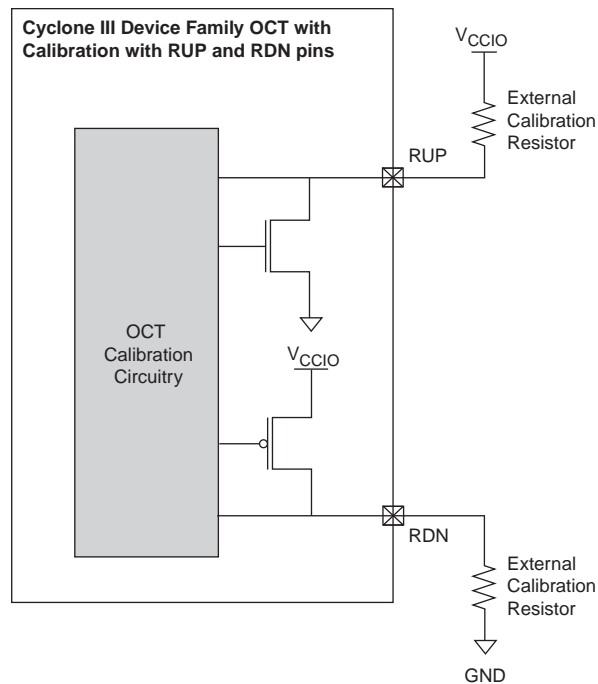 Cyclone III Device Family OCT with
Calibration with RUP and RDN pins
VCCIO
External
Calibration
Resistor
RUP
OCT
Calibration
Circuitry
VCCIO
RDN
External
Calibration
Resistor
GND